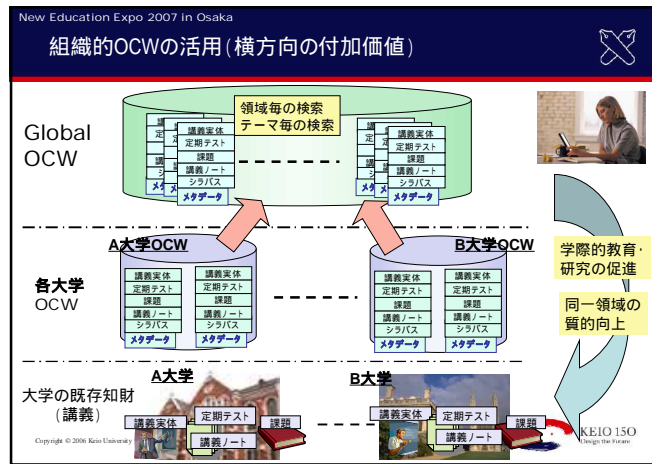 New Education Expo 2007 in Osaka
組織的OCWの活用(横方向の付加価値)
Global
OCW
領域毎の検索
テーマ毎の検索
講義実体
定期テスト
課題
講義ノート
シラバス
メタデータ
講
定
講
シ
メタ
講義実体
定期テスト
課題
講義ノート
シラバス
メタデータ
A大学OCW
B大学OCW
各大学
OCW
講義実体
定期テスト
課題
講義ノート
シラバス
メタデータ
講義実体
定期テスト
課題
講義ノート
シラバス
メタデータ
講義実体
定期テスト
課題
講義ノート
シラバス
メタデータ
講義実体
定期テスト
課題
講義ノート
シラバス
メタデータ
学際的教育・
研究の促進
同一領域の
質的向上
大学の既存知財
(講義)
A大学
講義実体
定期テスト
課題
講義ノート
B大学
講義実体
定期テスト
課題
講義ノート
Copyright © 2006 Keio University
KEIO 150
Design the Future